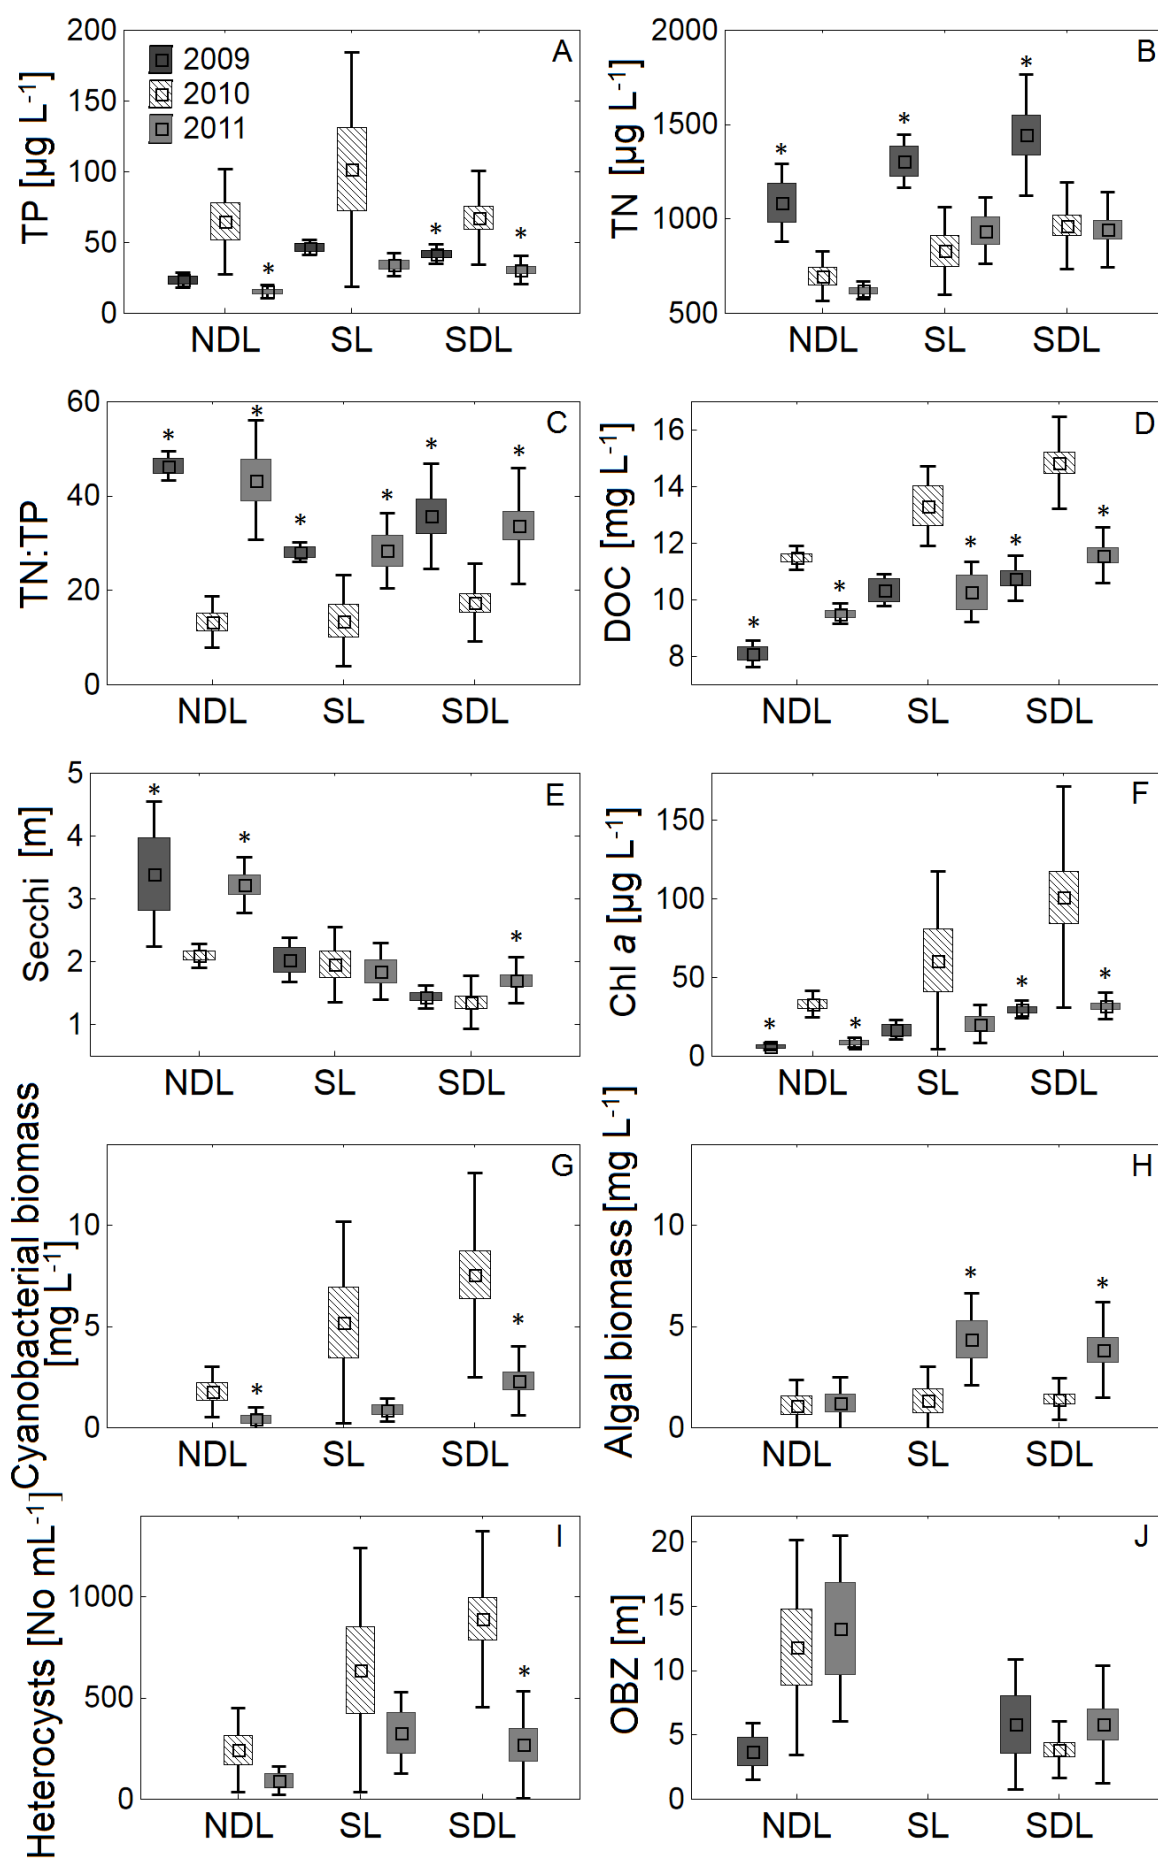 TP [µg L-1]
200
150
100
50
0
A
2009
2010
2011
*
*
*
NDL SL SDL
TN [µg L-1]
2000
1500
1000
500
B
*
*
*
NDL SL SDL
TN:TP
60
40
20
0
C
*
*
*
*
*
*
NDL SL SDL
DOC [mg L-1]
16
14
12
10
8
D
*
*
*
*
*
NDL SL SDL
Secchi [m]
5
4
3
2
1
E
*
*
*
NDL SL SDL
Chl a [µg L-1]
150
100
50
0
F
*
*
*
*
NDL SL SDL
Cyanobacterial biomass
[mg L-1]
10
5
0
G
*
*
NDL SL SDL
Algal biomass [mg L-1]
10
5
0
H
*
*
NDL SL SDL
Heterocysts [No mL-1]
1000
500
0
I
*
NDL SL SDL
OBZ [m]
20
15
10
5
0
J
NDL SL SDL